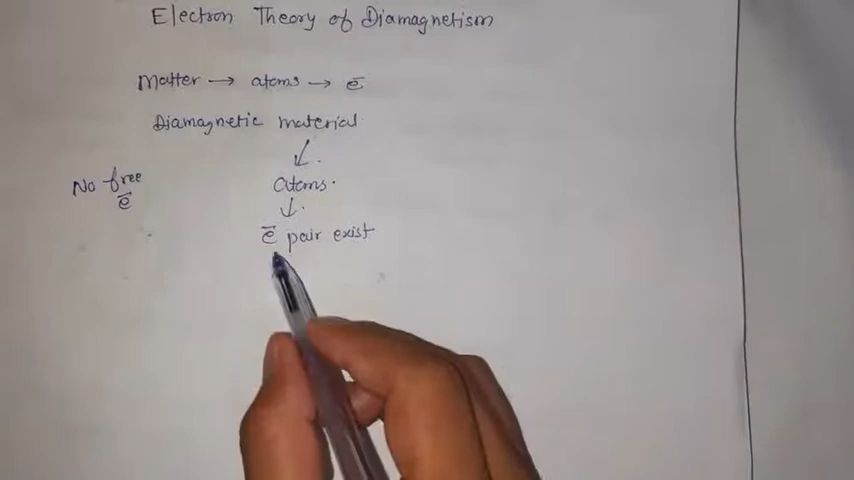 Electron Theory of Diamagnetism
Matter → atoms → ē
Diamagnetic material
↓
No free
ē
atoms.
↓
ē pair exist